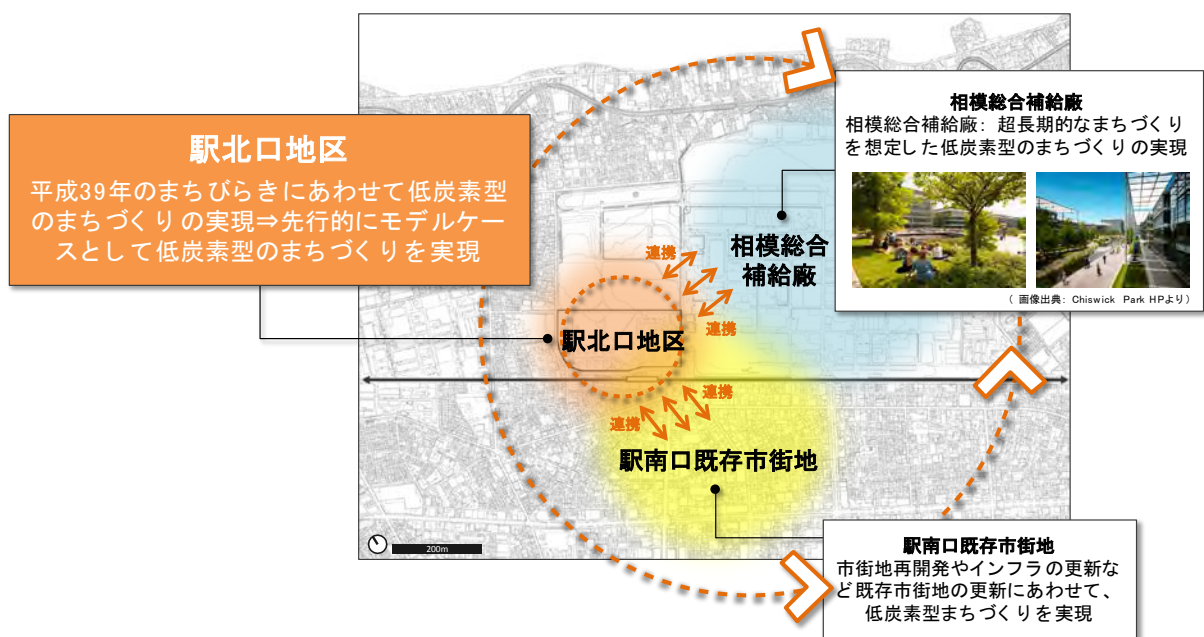 駅北口地区
平成39年のまちびらきにあわせて低炭素型
のまちづくりの実現⇒先行的にモデルケー
スとして低炭素型のまちづくりを実現
相模総合補給廠
相模総合補給廠：超長期的なまちづくり
を想定した低炭素型のまちづくりの実現
（画像出典：Chiswick Park HPより）
相模総合
補給廠
連携
連携
駅北口地区
連携
連携
駅南口既存市街地
200m
駅南口既存市街地
市街地再開発やインフラの更新な
ど既存市街地の更新にあわせて、
低炭素型まちづくりを実現